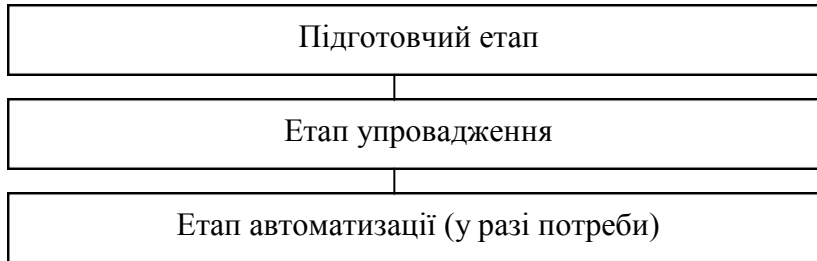 Підготовчий етап
Етап упровадження
Етап автоматизації (у разі потреби)